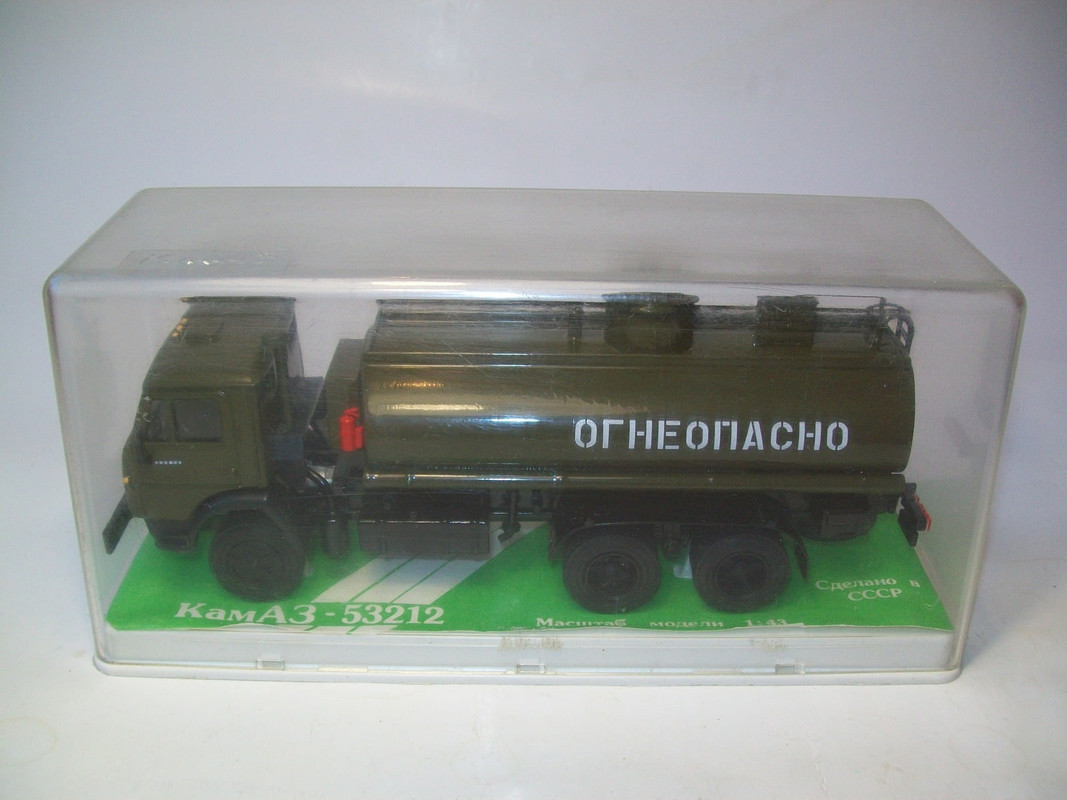 ОГНЕОПАСНО
КамАЗ-53212
Масштаб модели 1:43
Сделано в
СССР